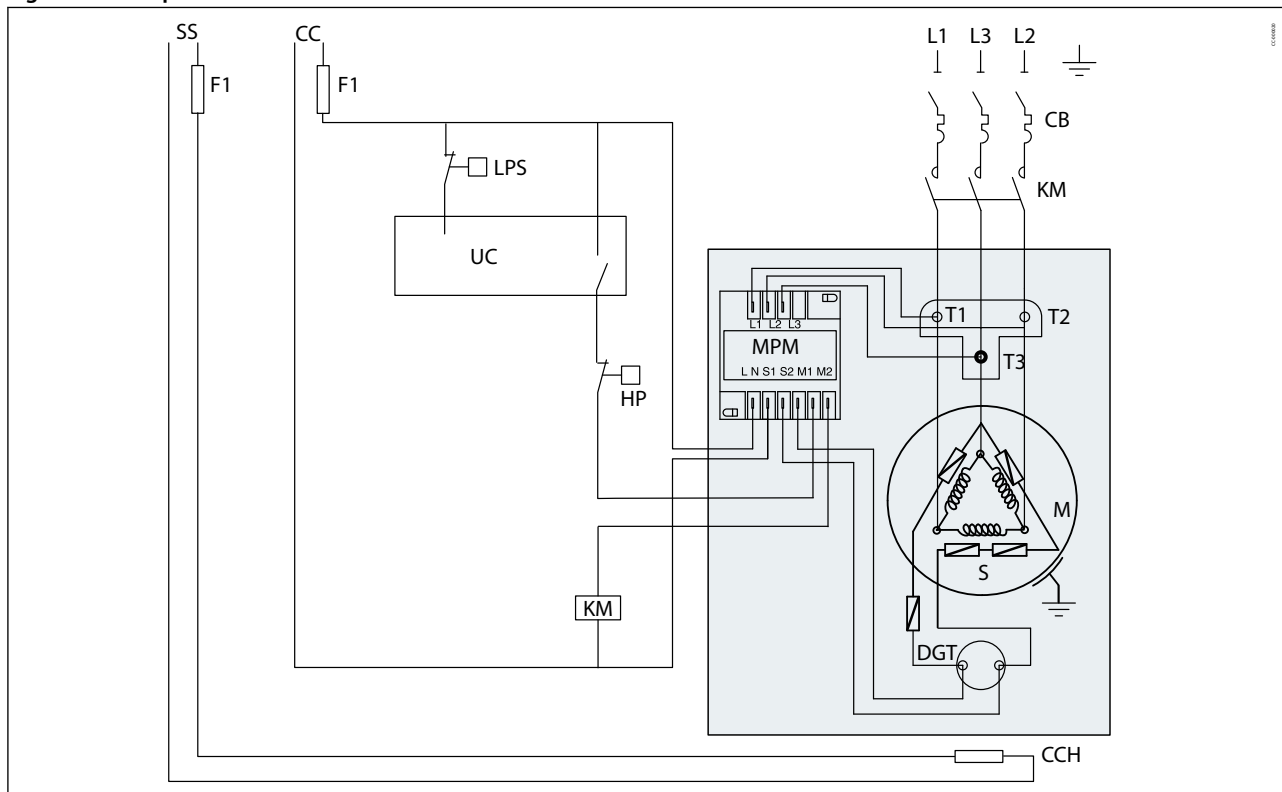 SS
CC
L1 L3 L2
F1
F1
CB
LPS
KM
UC
L1 L2 L3
T1
T2
MPM
T3
L N S1 S2 M1 M2
HP
M
S
KM
DGT
CCH